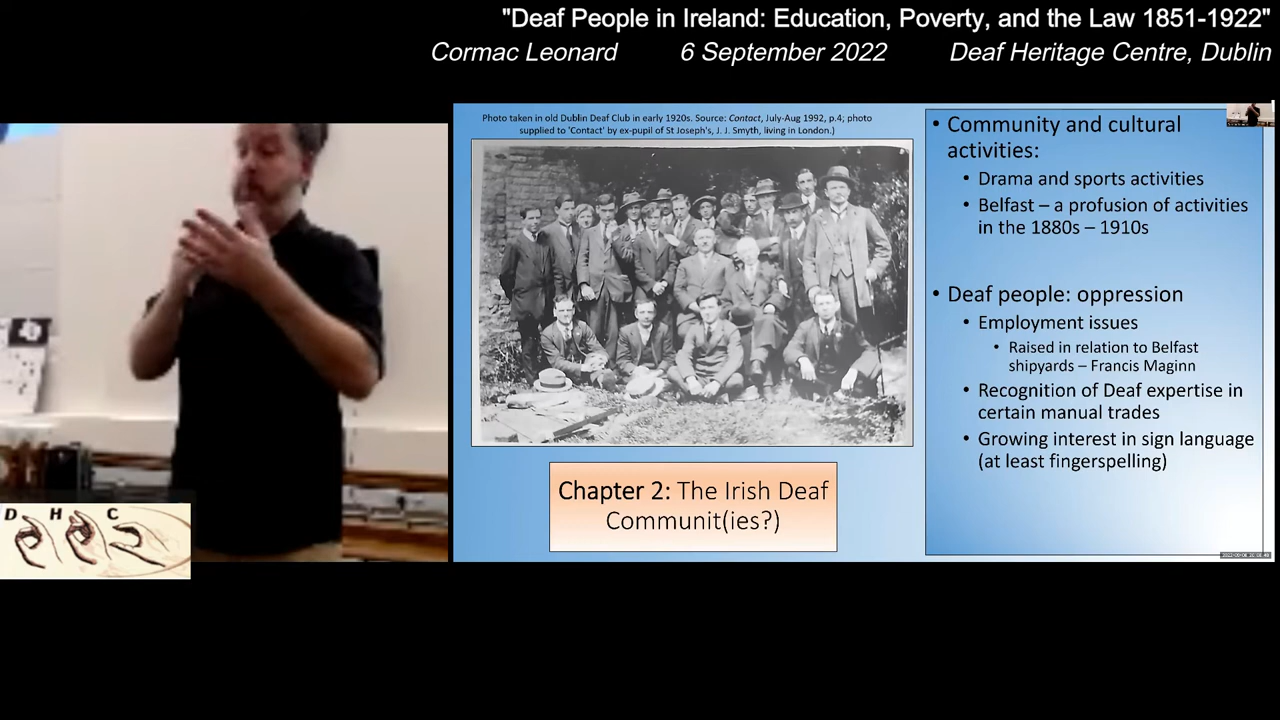 "Deaf People in Ireland: Education, Poverty, and the Law 1851-1922"
Cormac Leonard 6 September 2022 Deaf Heritage Centre, Dublin
Photo taken in old Dublin Deaf Club in early 1920s. Source: Contact, July-Aug 1992, p.4; photo
supplied to 'Contact' by ex-pupil of St Joseph's, J. J. Smyth, living in London.)
• Community and cultural
activities:
• Drama and sports activities
• Belfast – a profusion of activities
in the 1880s – 1910s
• Deaf people: oppression
• Employment issues
• Raised in relation to Belfast
shipyards – Francis Maginn
• Recognition of Deaf expertise in
certain manual trades
• Growing interest in sign language
(at least fingerspelling)
Chapter 2: The Irish Deaf
Communit(ies?)
D H C